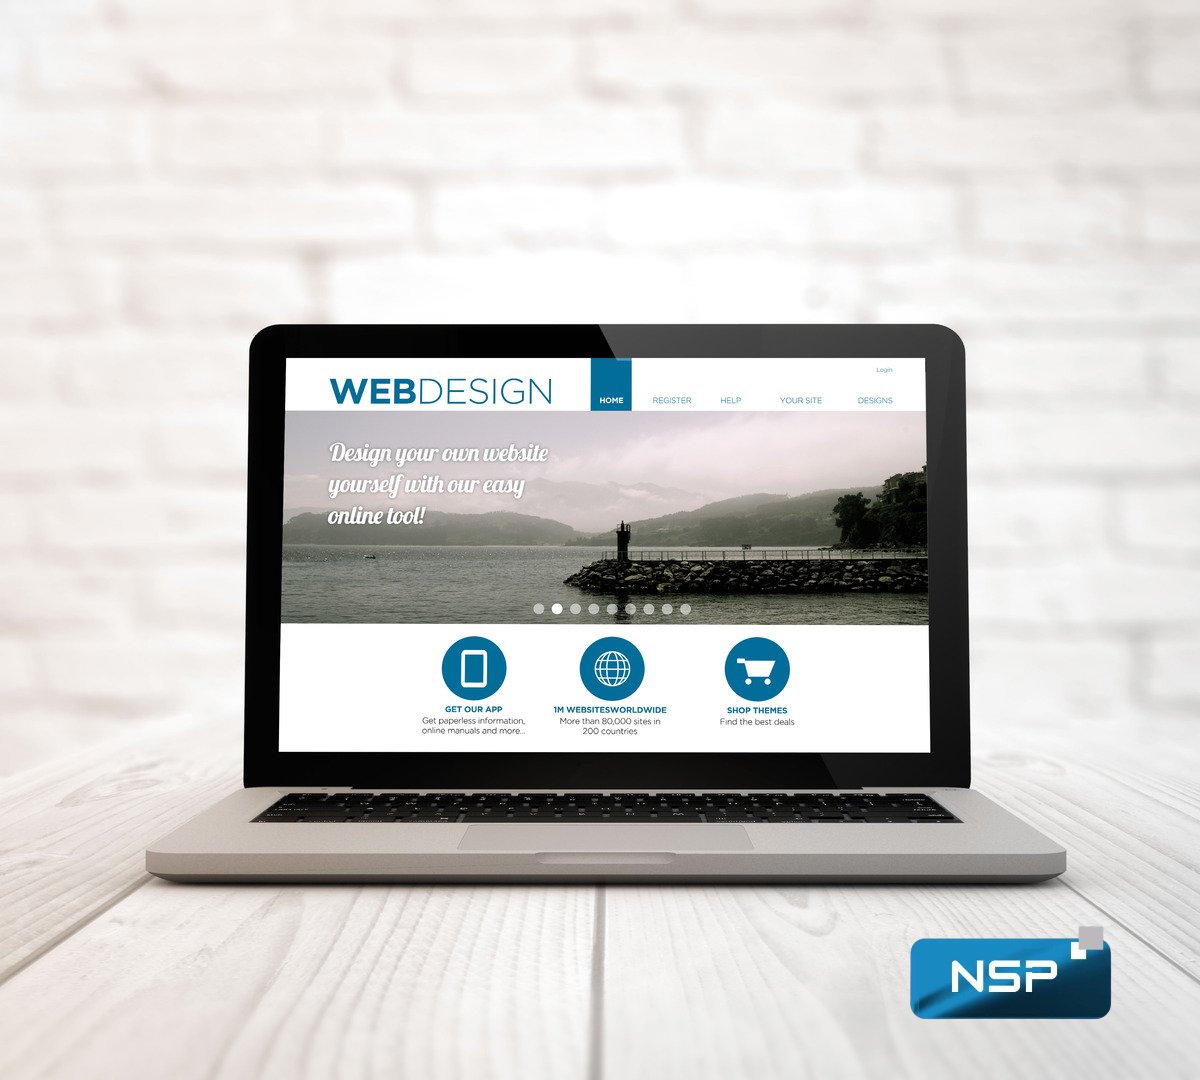 Login
WEBDESIGN
HOME REGISTER HELP YOUR SITE DESIGNS
Design your own website
yourself with our easy
online tool!
GET OUR APP
Get paperless information,
online manuals and more...
1M WEBSITESWORLDWIDE
More than 80,000 sites in
200 countries
SHOP THEMES
Find the best deals
NSP